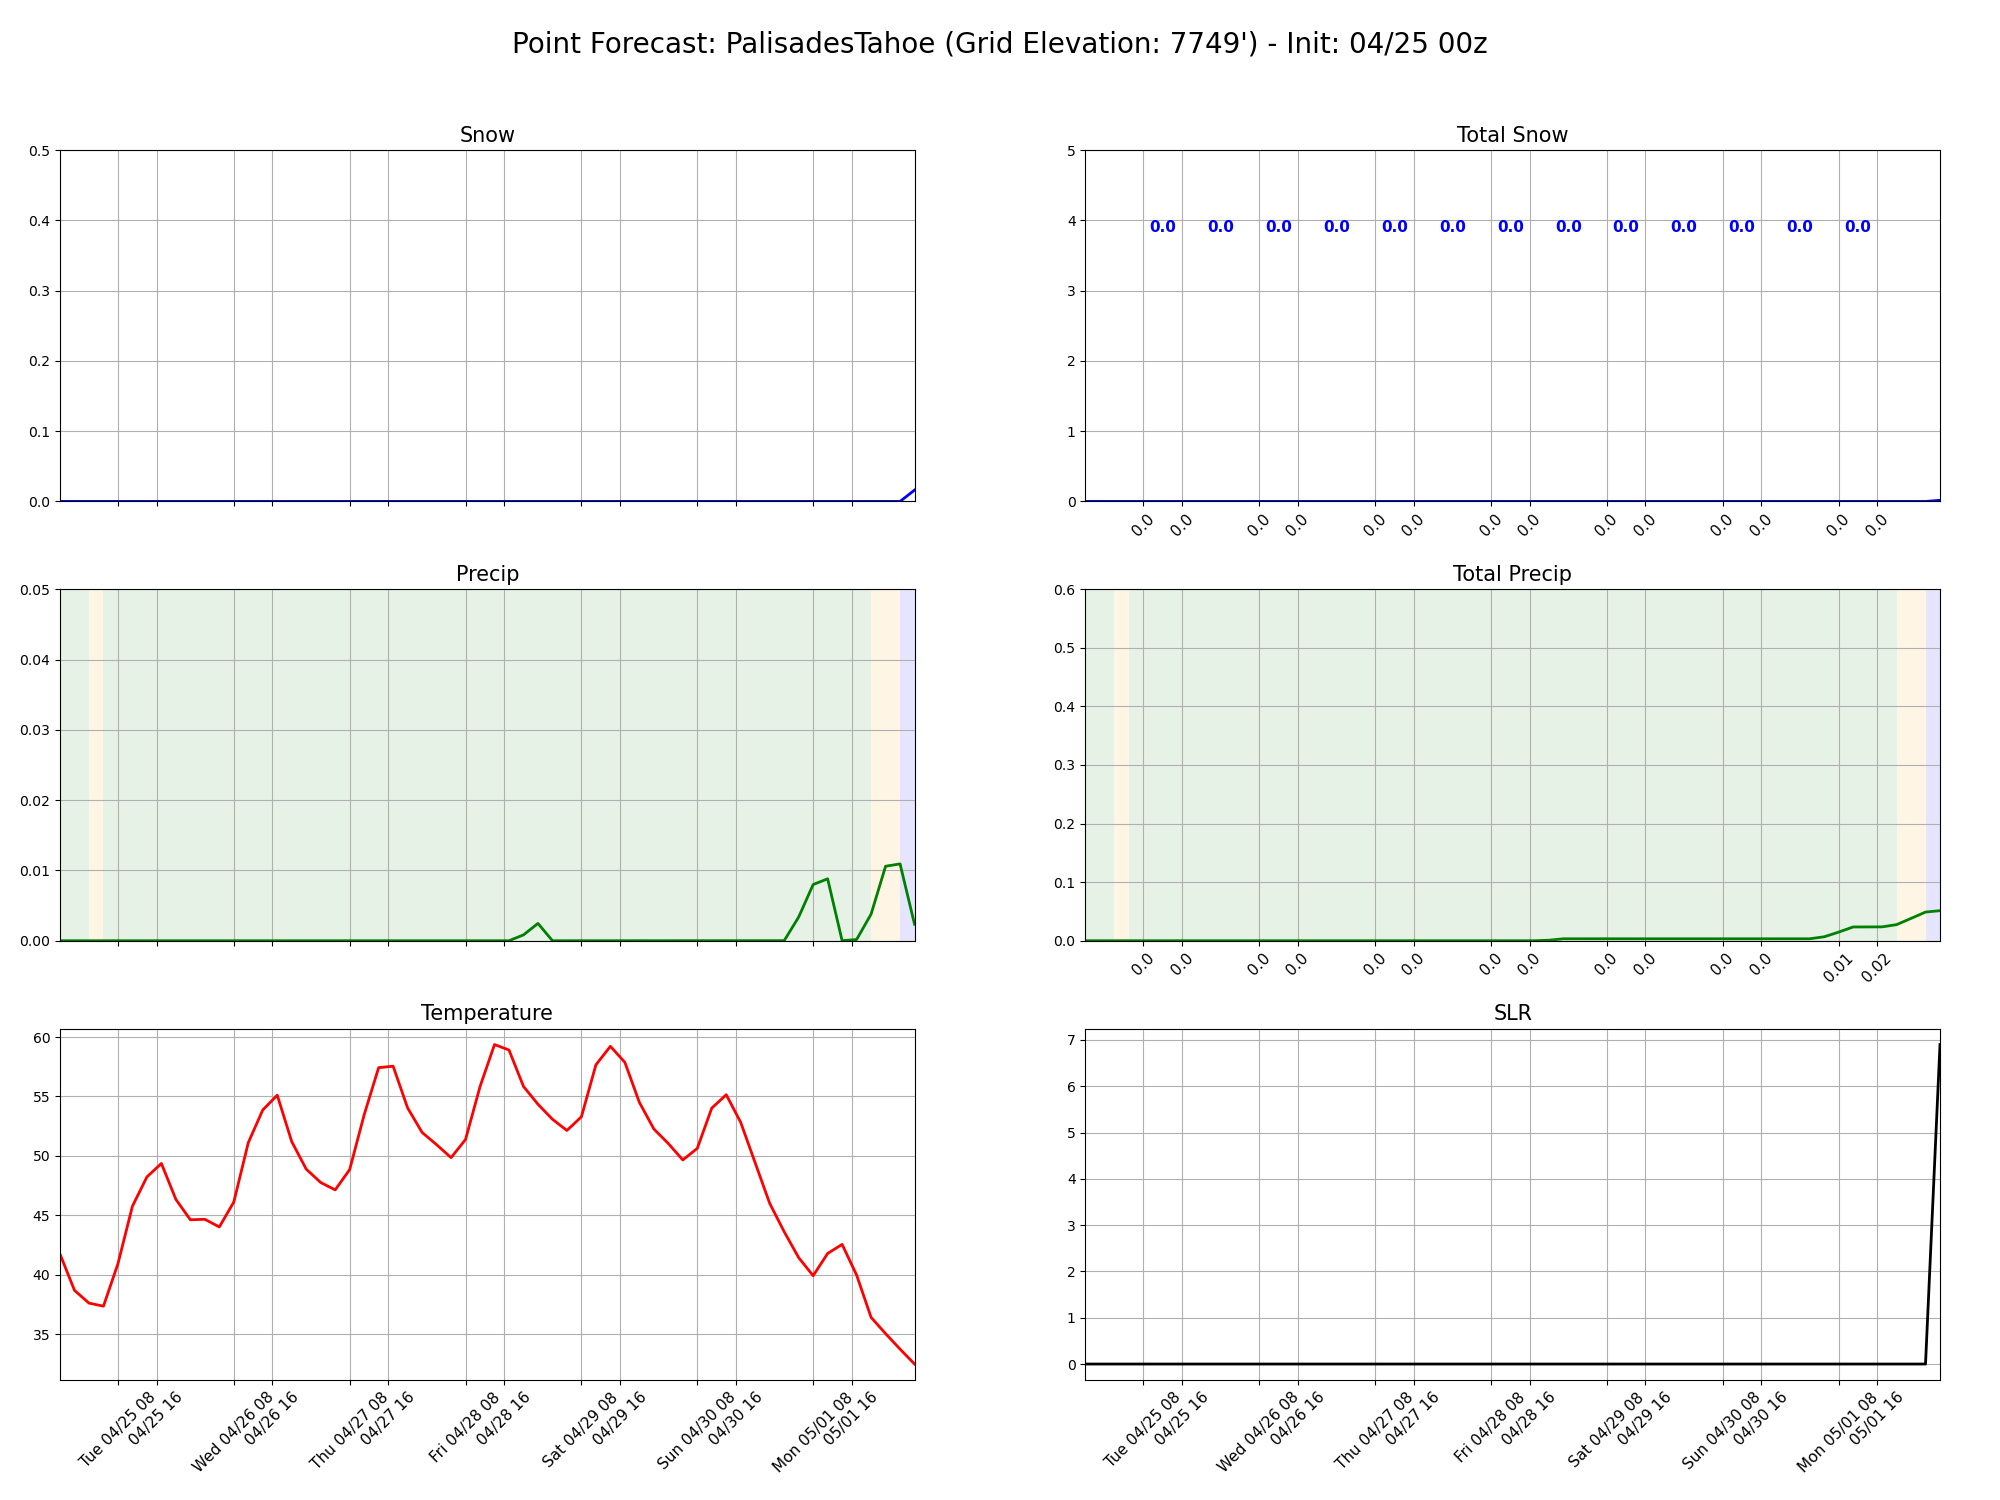 Point Forecast: PalisadesTahoe (Grid Elevation: 7749') - Init: 04/25 00z
Snow
0.5
0.4
0.3
0.2
0.1
0.0
Total Snow
5
4
3
2
1
0
0.0 0.0 0.0 0.0 0.0 0.0 0.0 0.0 0.0 0.0 0.0 0.0 0.0
0.0 0.0 0.0 0.0 0.0 0.0 0.0 0.0 0.0 0.0 0.0 0.0 0.0 0.0
Precip
0.05
0.04
0.03
0.02
0.01
0.00
Total Precip
0.6
0.5
0.4
0.3
0.2
0.1
0.0
0.0 0.0 0.0 0.0 0.0 0.0 0.0 0.0 0.0 0.0 0.0 0.0 0.01 0.02
Temperature
60
55
50
45
40
35
Tue 04/25 08
04/25 16
Wed 04/26 08
04/26 16
Thu 04/27 08
04/27 16
Fri 04/28 08
04/28 16
Sat 04/29 08
04/29 16
Sun 04/30 08
04/30 16
Mon 05/01 08
05/01 16
SLR
7
6
5
4
3
2
1
0
Tue 04/25 08
04/25 16
Wed 04/26 08
04/26 16
Thu 04/27 08
04/27 16
Fri 04/28 08
04/28 16
Sat 04/29 08
04/29 16
Sun 04/30 08
04/30 16
Mon 05/01 08
05/01 16